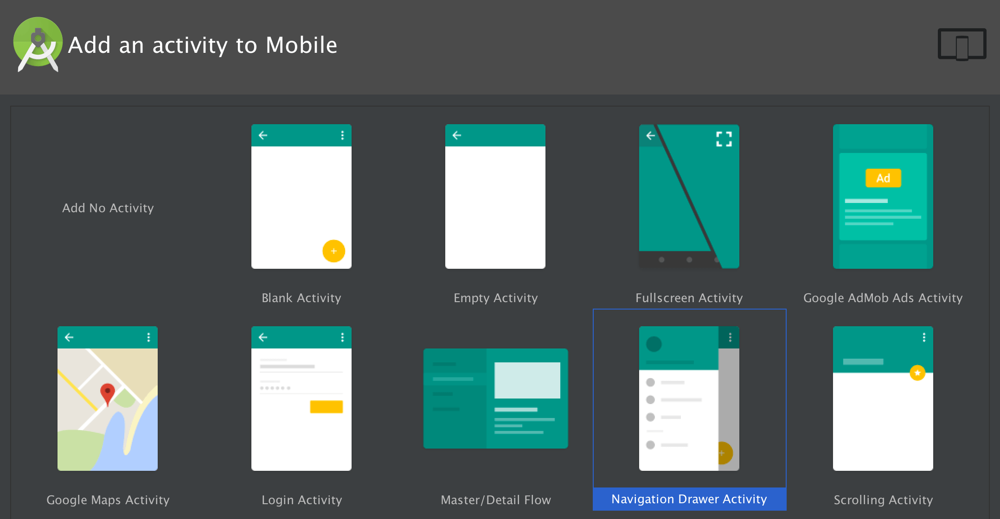 Add an activity to Mobile
Ad
Add No Activity
Blank Activity
Empty Activity
Fullscreen Activity
Google AdMob Ads Activity
Google Maps Activity
Login Activity
Master/Detail Flow
Navigation Drawer Activity
Scrolling Activity